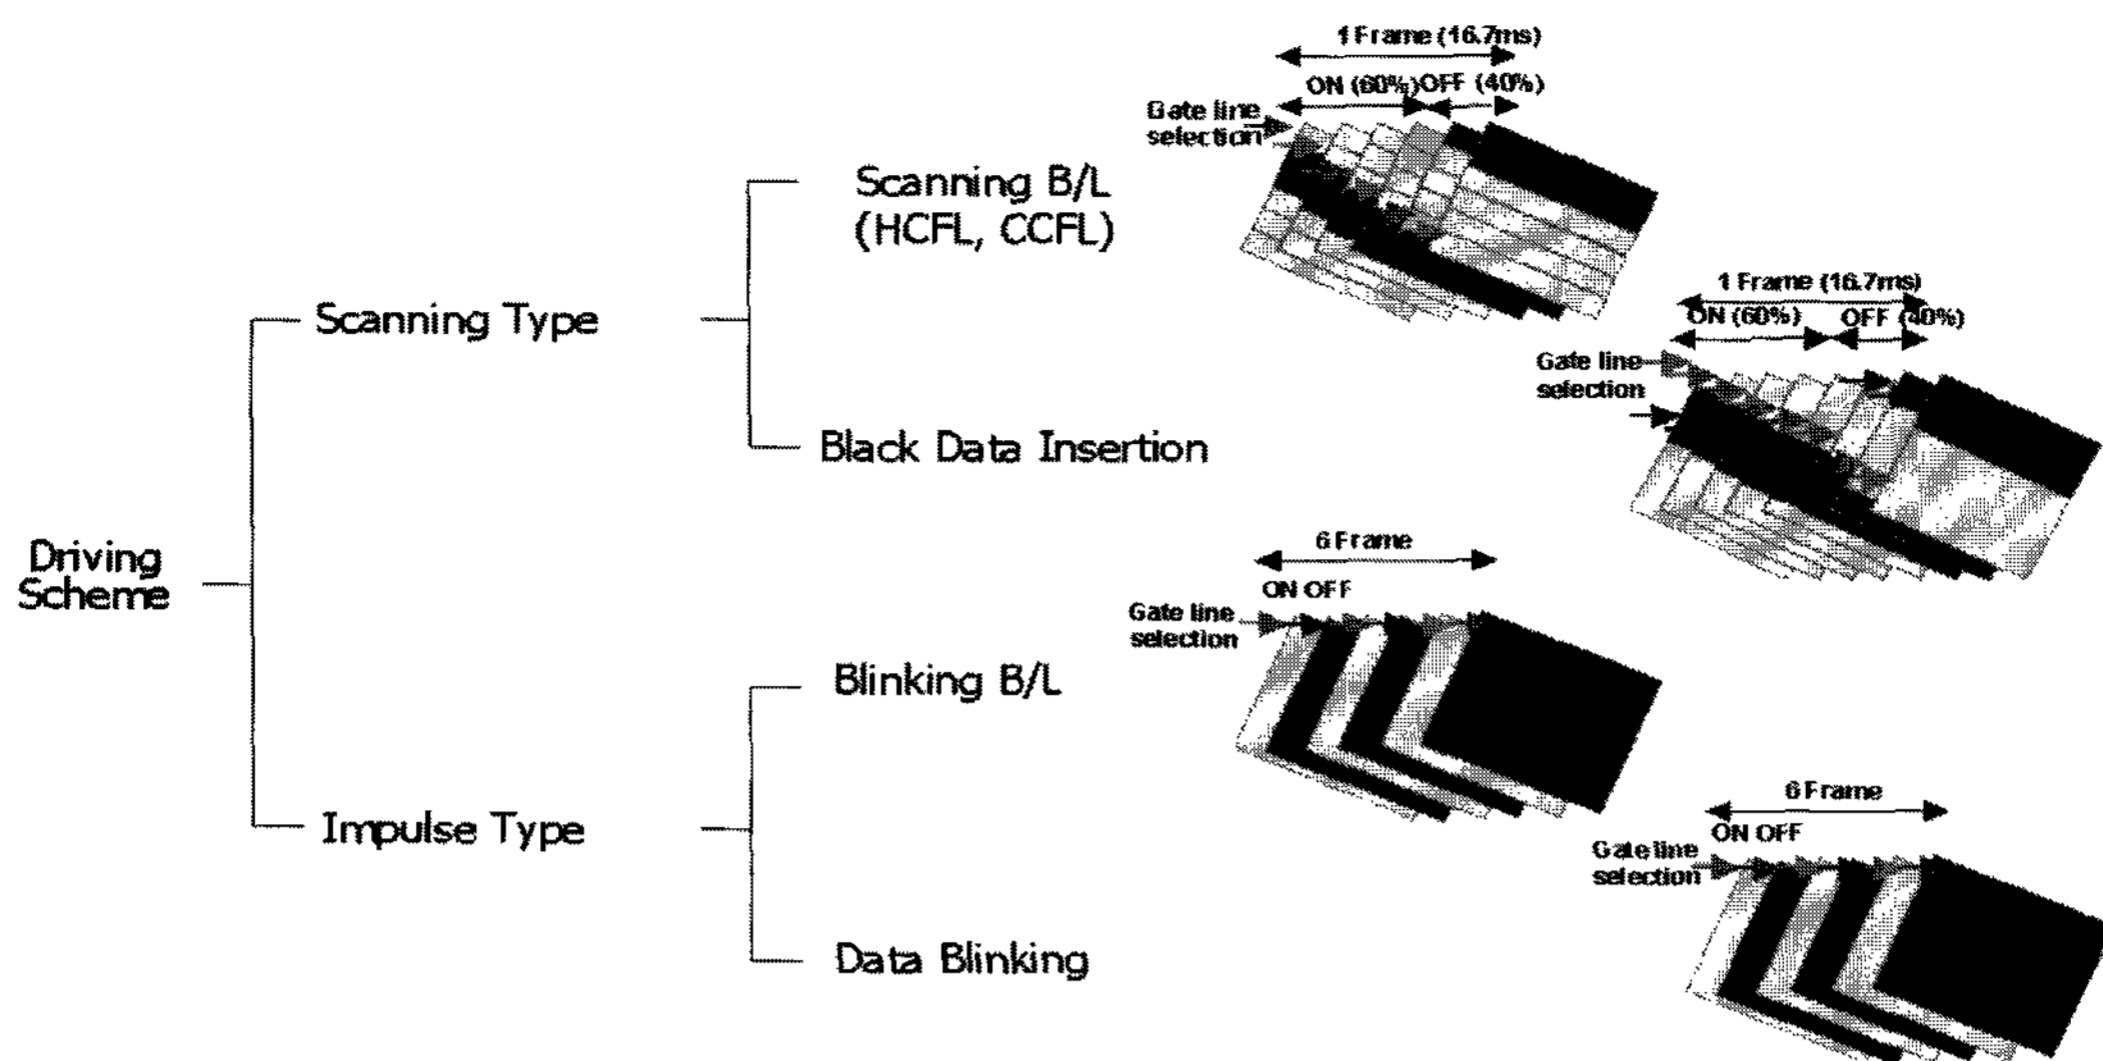 1 Frame (16.7ms)
ON (60%) OFF (40%)
Gate line
selection
Scanning B/L
(HCFL, CCFL)
1 Frame (16.7ms)
ON (60%) OFF (40%)
Scanning Type
Gate line
selection
Black Data Insertion
6 Frame
Driving
Scheme
ON OFF
Gate line
selection
Blinking B/L
6 Frame
Impulse Type
ON OFF
Gate line
selection
Data Blinking